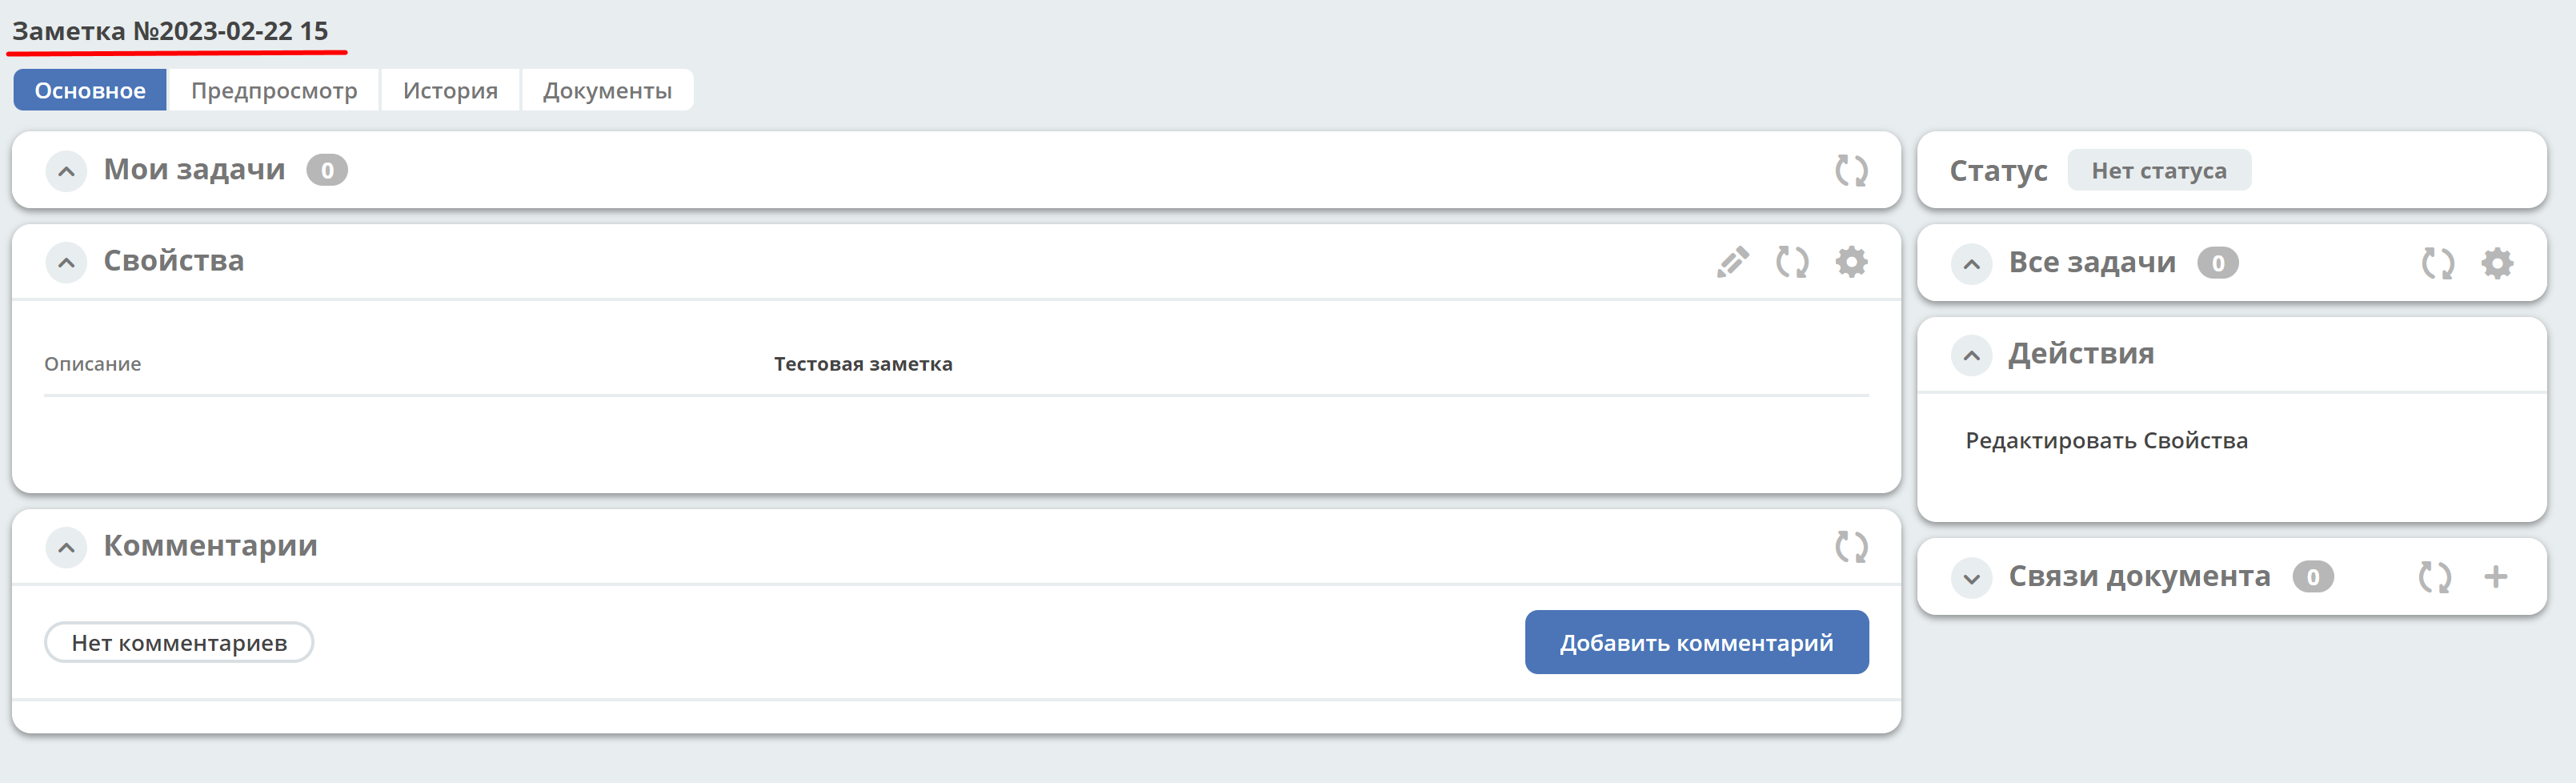 Заметка №2023-02-22 15
Основное Предпросмотр История Документы
Мои задачи 0
Свойства
Описание Тестовая заметка
Комментарии
Нет комментариев Добавить комментарий
Статус Нет статуса
Все задачи 0
Действия
Редактировать Свойства
Связи документа 0